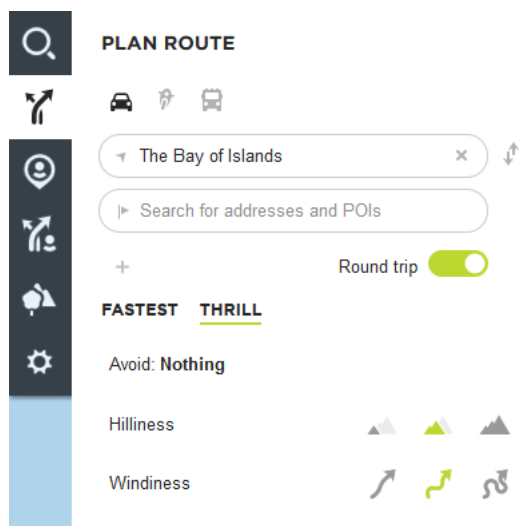 PLAN ROUTE
The Bay of Islands
Search for addresses and POIs
Round trip
FASTEST THRILL
Avoid: Nothing
Hilliness
Windiness